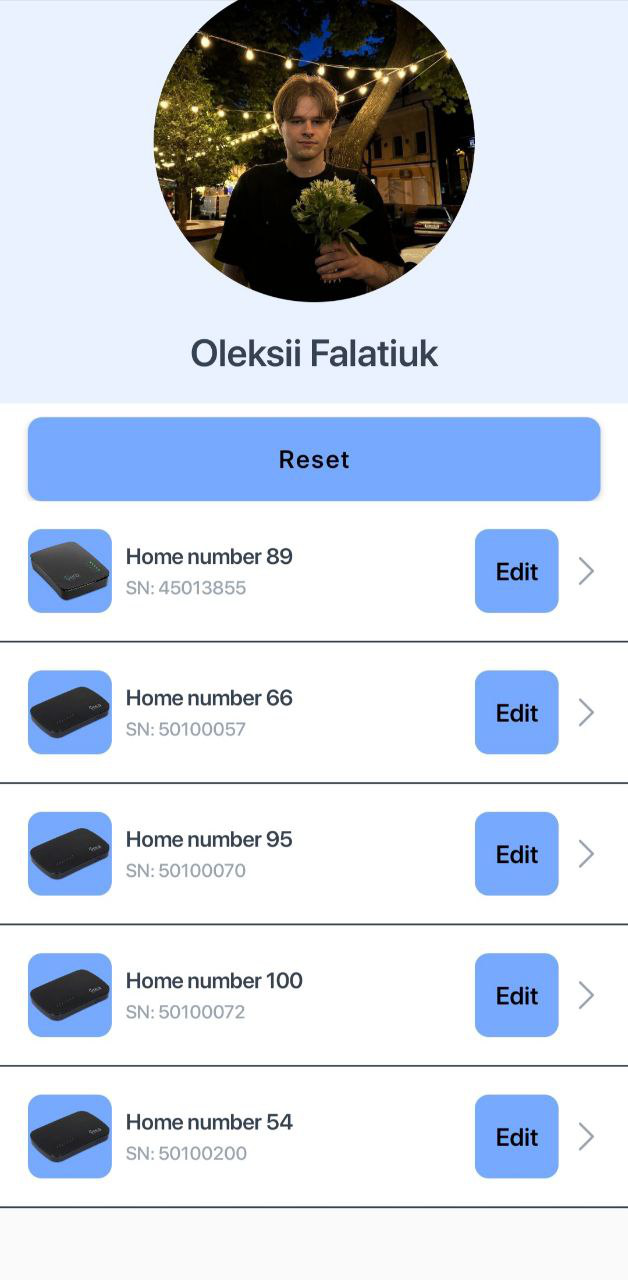 Oleksii Falatiuk
Reset
Home number 89
SN: 45013855
Edit
Home number 66
SN: 50100057
Edit
Home number 95
SN: 50100070
Edit
Home number 100
SN: 50100072
Edit
Home number 54
SN: 50100200
Edit